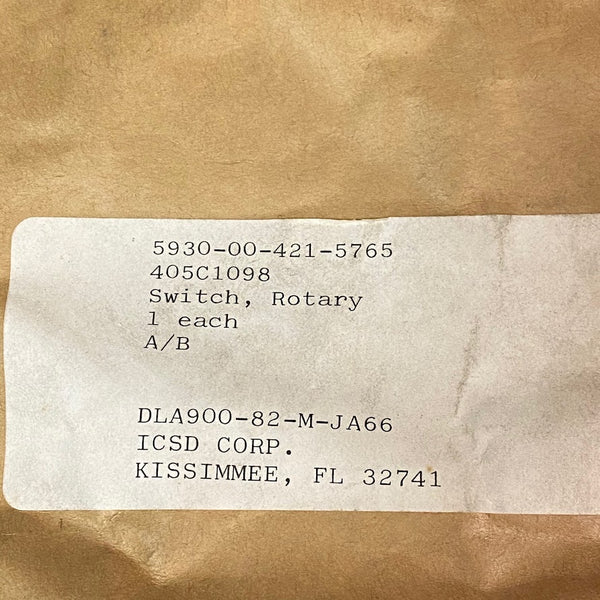 5930-00-421-5765
405C1098
Switch, Rotary
1 each
A/B
DLA900-82-M-JA66
ICSD CORP.
KISSIMMEE, FL 32741